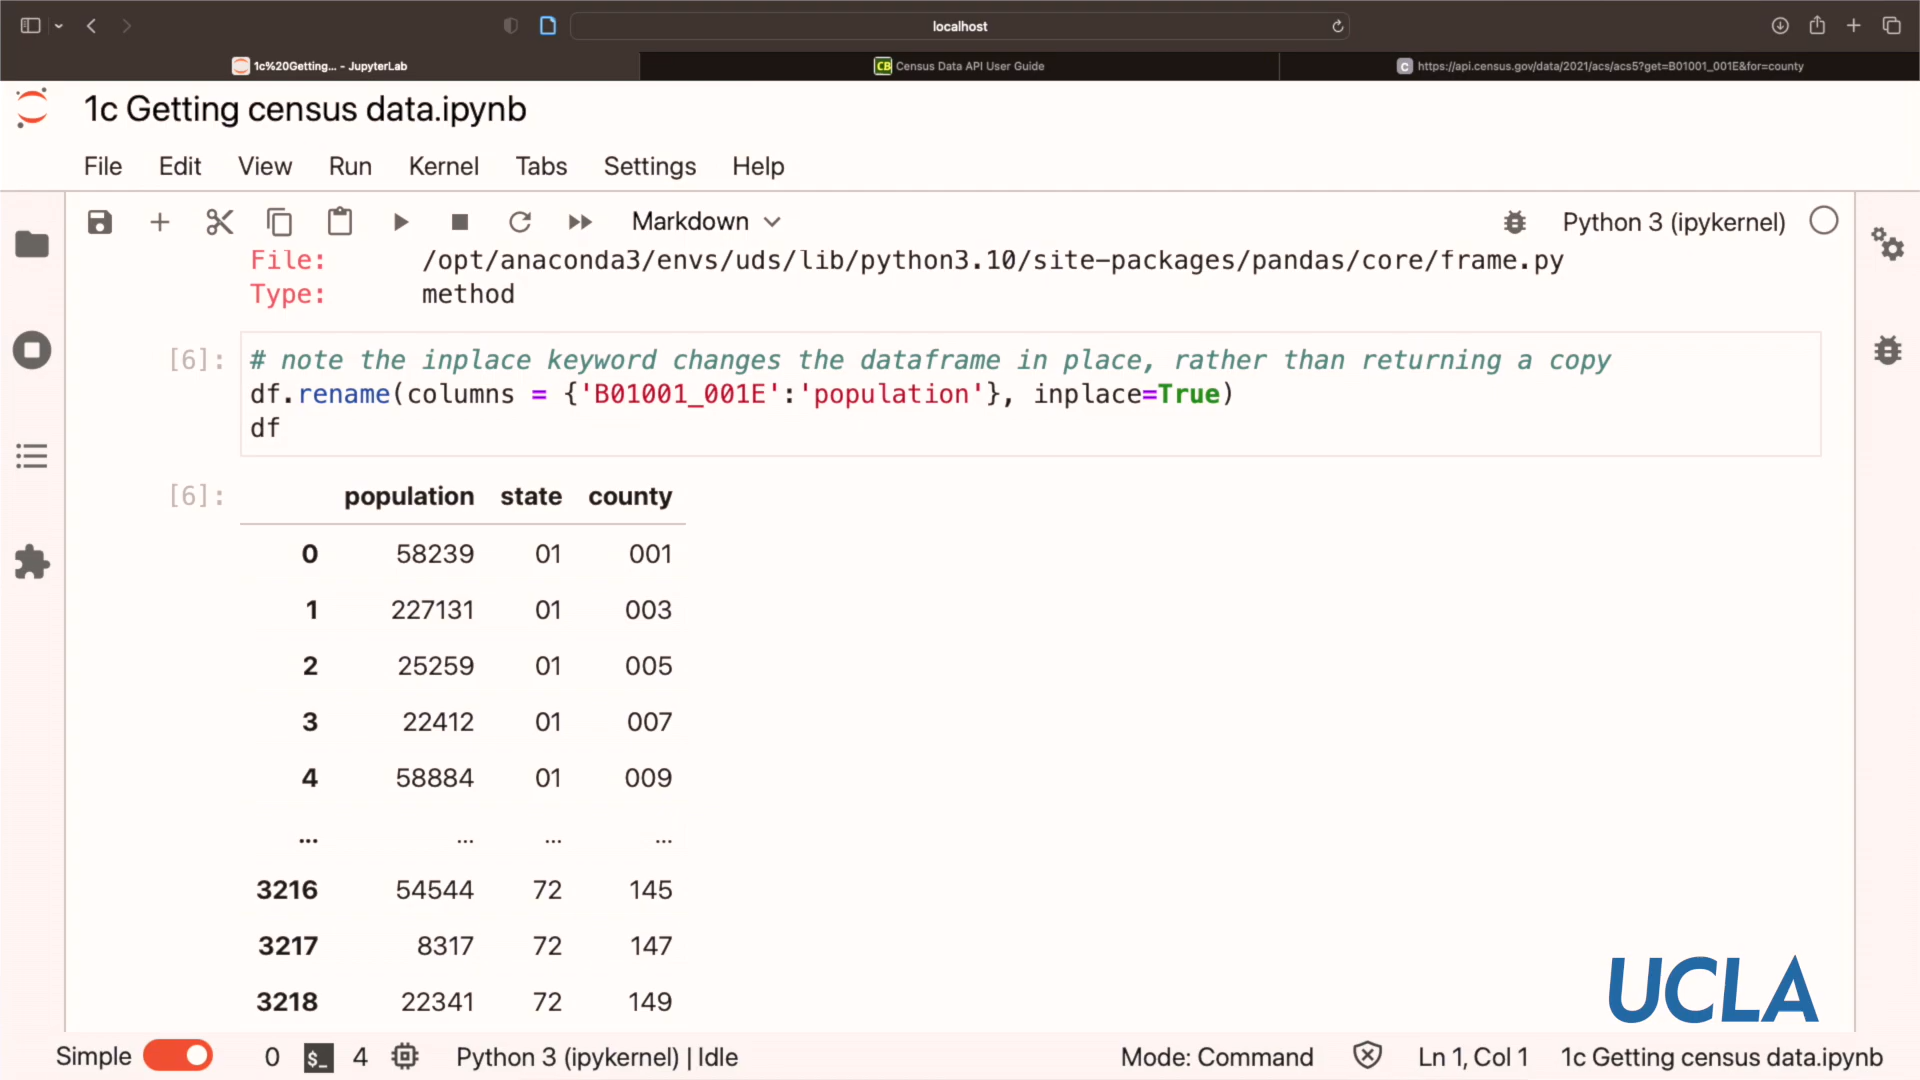 localhost
1c%20Getting... - JupyterLab
CB Census Data API User Guide
C https://api.census.gov/data/2021/acs/acs5?get=B01001_001E&for=county
1c Getting census data.ipynb
File Edit View Run Kernel Tabs Settings Help
Markdown
Python 3 (ipykernel)
File: /opt/anaconda3/envs/uds/lib/python3.10/site-packages/pandas/core/frame.py
Type: method
[6]: # note the inplace keyword changes the dataframe in place, rather than returning a copy
df.rename(columns = {'B01001_001E':'population'}, inplace=True)
df
[6]: population state county
0 58239 01 001
1 227131 01 003
2 25259 01 005
3 22412 01 007
4 58884 01 009
... ... ... ...
3216 54544 72 145
3217 8317 72 147
3218 22341 72 149
UCLA
Simple 0 $_ 4 Python 3 (ipykernel) | Idle Mode: Command Ln 1, Col 1 1c Getting census data.ipynb